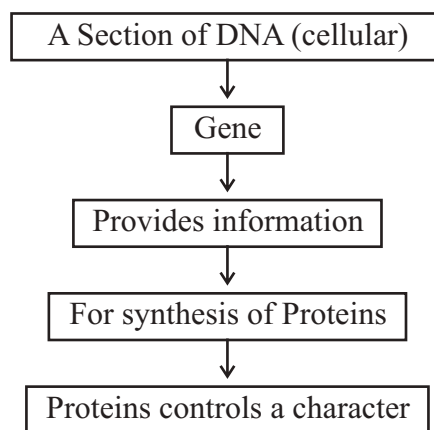 A Section of DNA (cellular)
Gene
Provides information
For synthesis of Proteins
Proteins controls a character